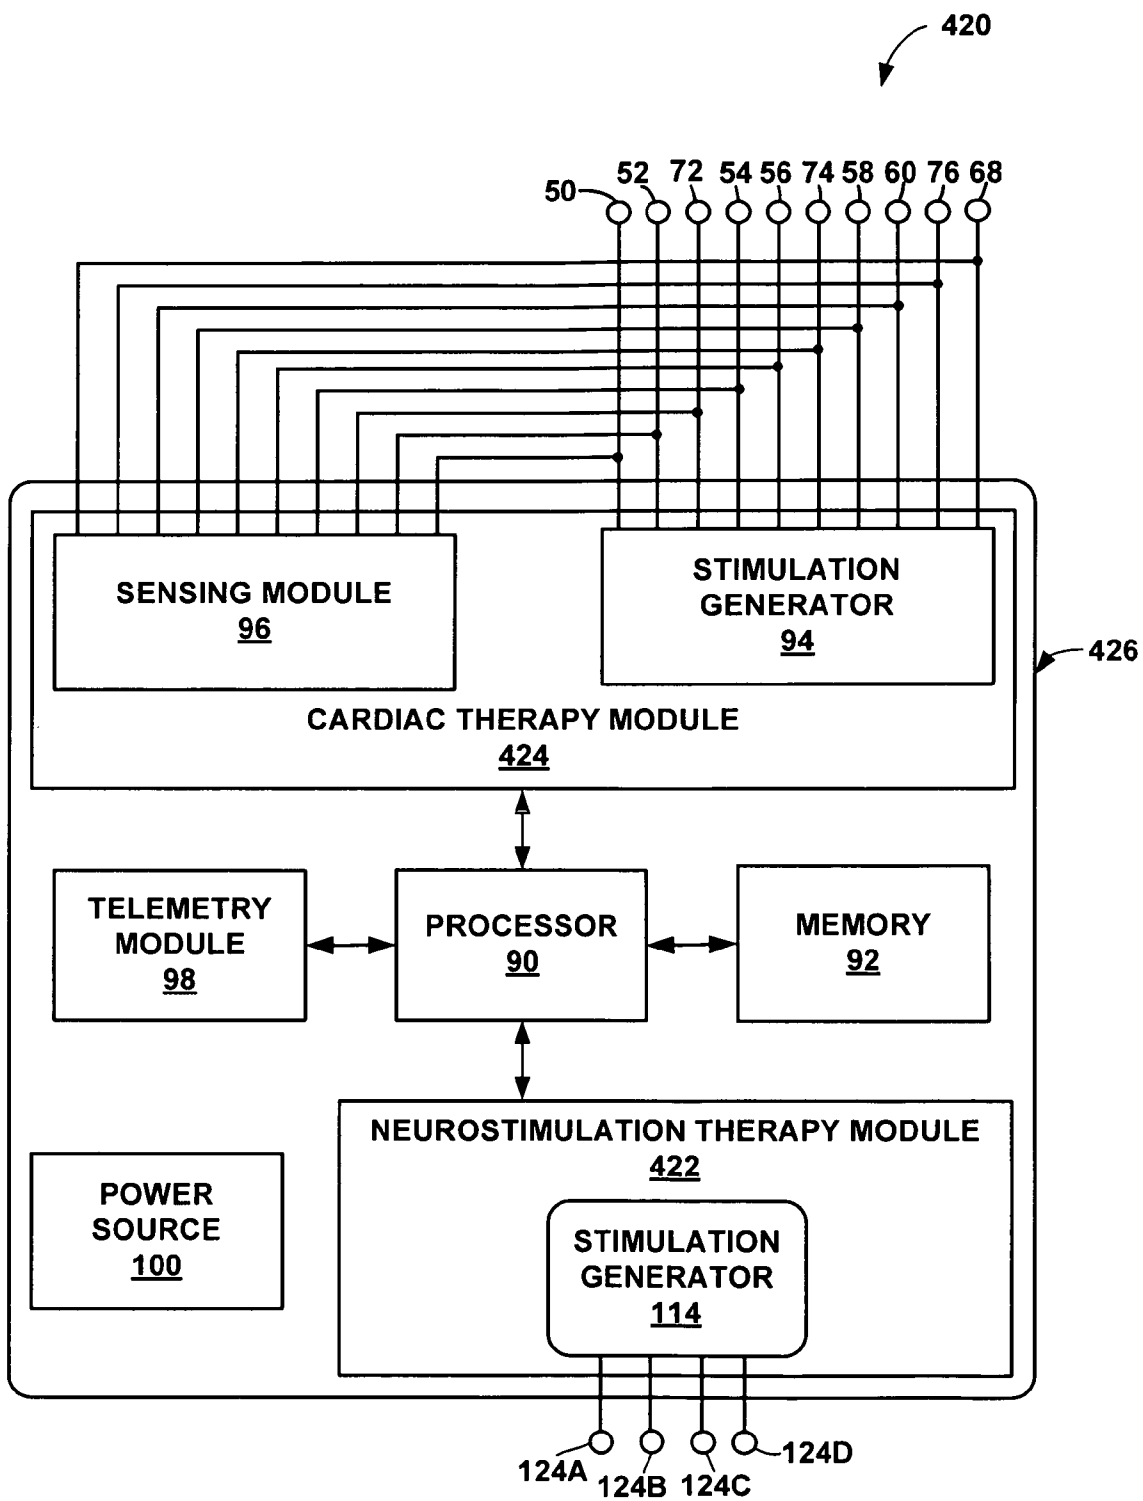 420
50 52 72 54 56 74 58 60 76 68
SENSING MODULE
96
STIMULATION
GENERATOR
94
426
CARDIAC THERAPY MODULE
424
TELEMETRY
MODULE
98
PROCESSOR
90
MEMORY
92
NEUROSTIMULATION THERAPY MODULE
422
POWER
SOURCE
100
STIMULATION
GENERATOR
114
124A 124B 124C 124D